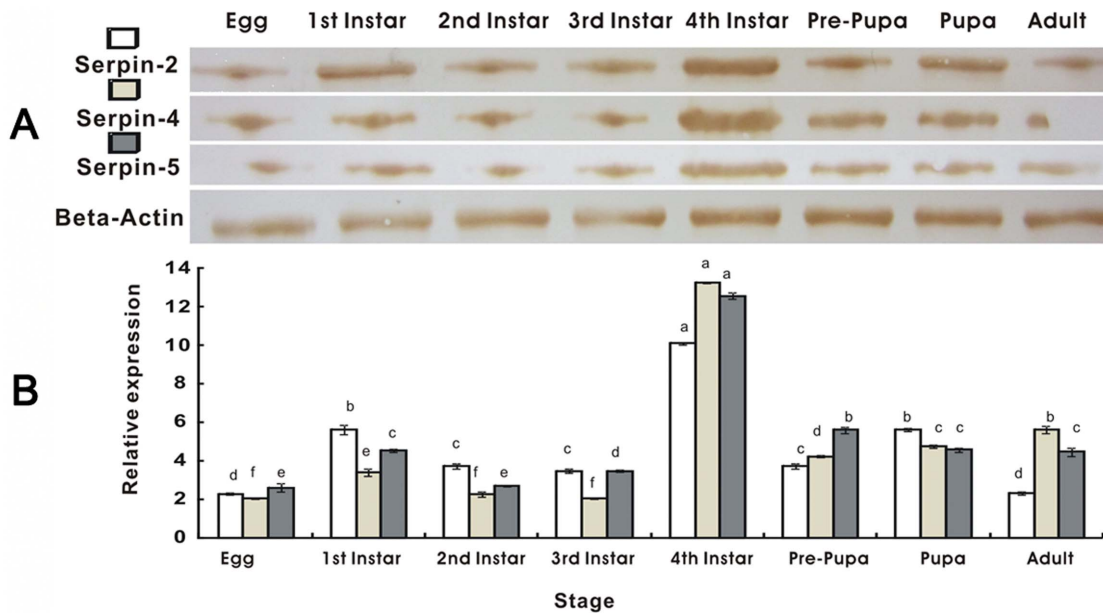 Egg 1st Instar 2nd Instar 3rd Instar 4th Instar Pre-Pupa Pupa Adult
Serpin-2
A
Serpin-4
Serpin-5
Beta-Actin
B
Relative expression
14
12
10
8
6
4
2
0
d f e
b e c
c f e
c f d
a a a
c d b
b c c
d b c
Egg 1st Instar 2nd Instar 3rd Instar 4th Instar Pre-Pupa Pupa Adult
Stage